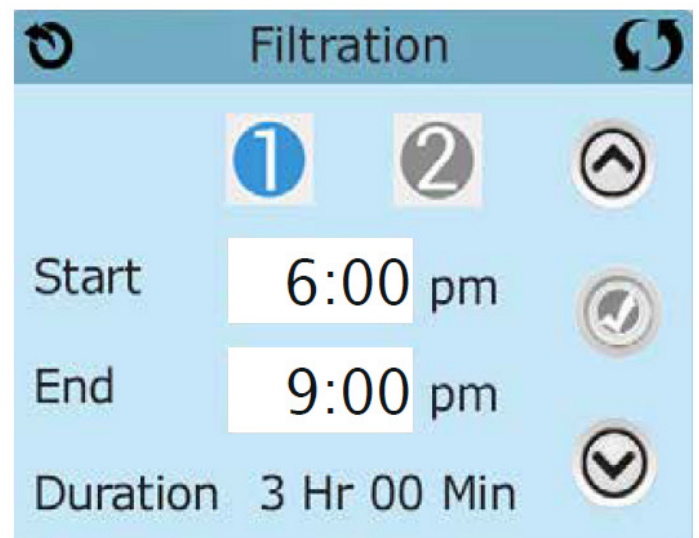 Filtration
1 2
Start 6:00 pm
End 9:00 pm
Duration 3 Hr 00 Min